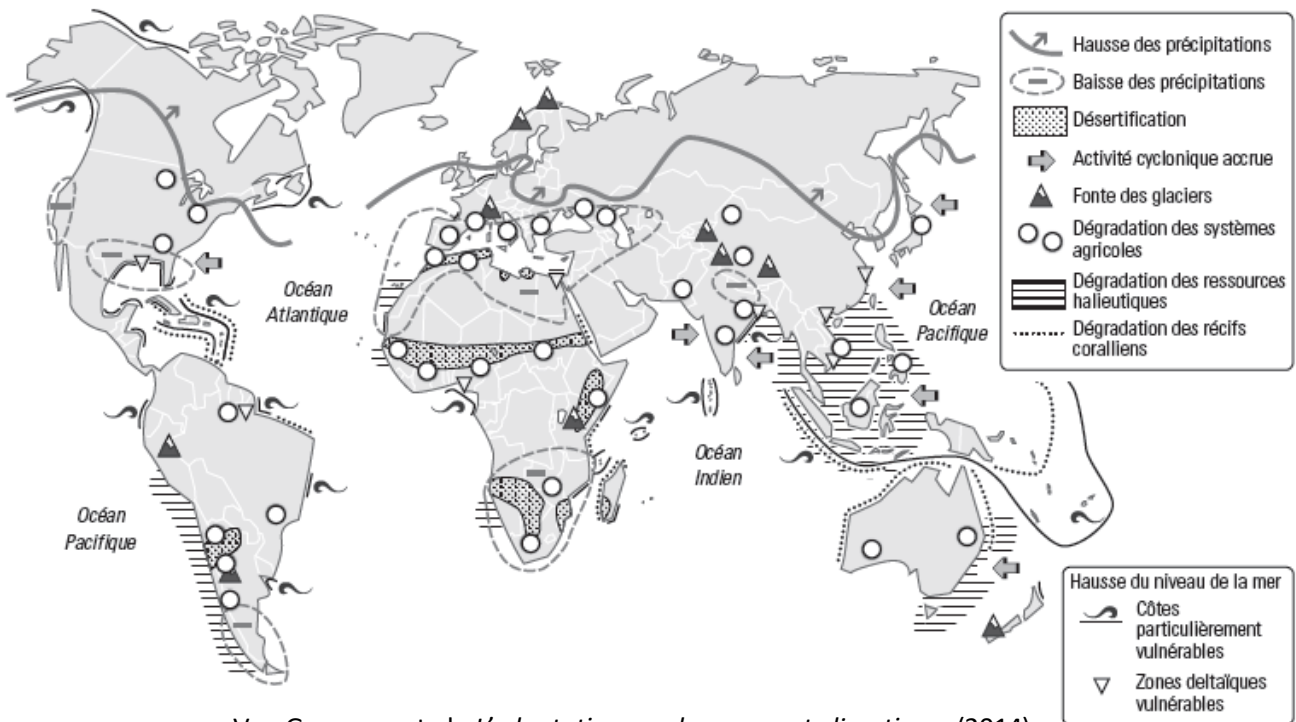 Hausse des précipitations
Baisse des précipitations
Désertification
Activité cyclonique accrue
Fonte des glaciers
Dégradation des systèmes
agricoles
Dégradation des ressources
halieutiques
Dégradation des récifs
coralliens
Océan
Atlantique
Océan
Pacifique
Océan
Indien
Océan
Pacifique
Hausse du niveau de la mer
Côtes
particulièrement
vulnérables
Zones deltaïques
vulnérables
(2014)